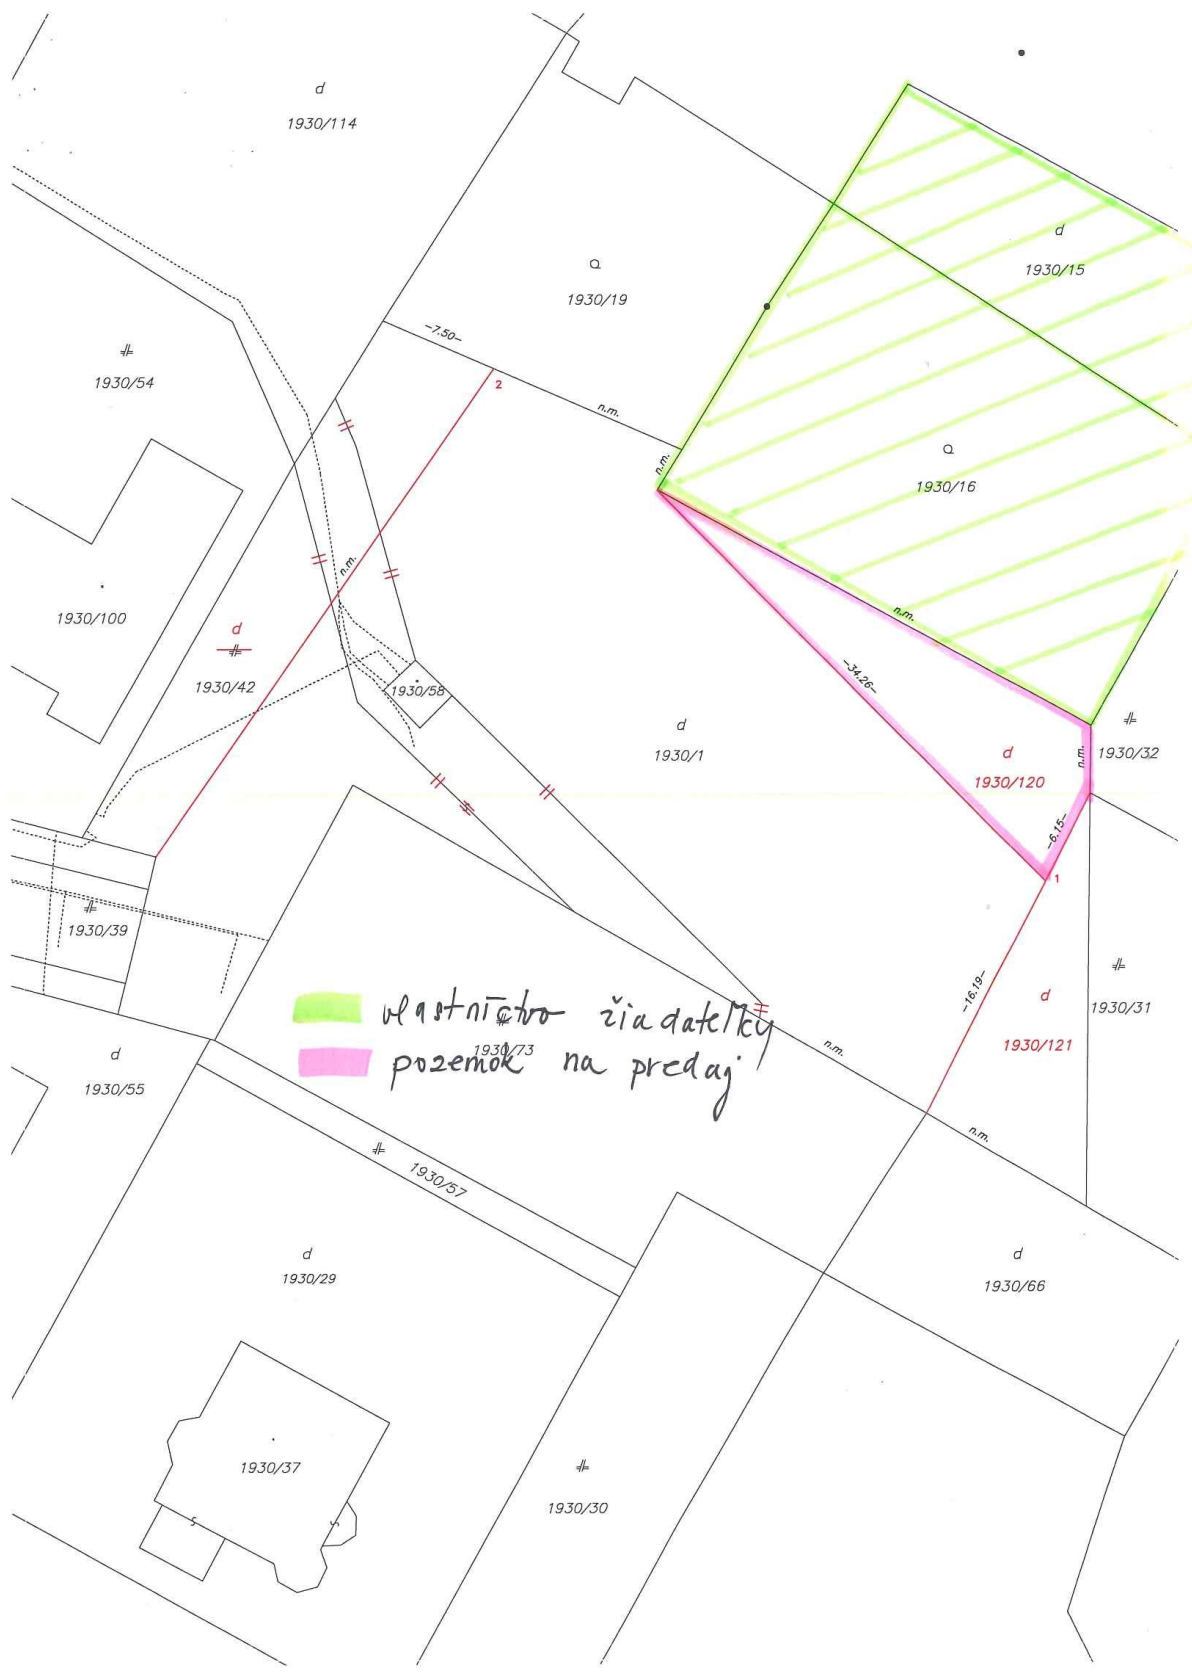 d
1930/114
d
1930/15
1930/19
-7.50-
2
n.m.
1930/54
n.m.
1930/16
n.m.
1930/100
d
1930/42
1930/58
n.m.
-34.26-
d
1930/1
d
1930/120
n.m.
1930/32
-6.15-
1
1930/39
-16.19-
d
1930/121
1930/31
vlastníctvo žiadateľky
1930/73
pozemok na predaj
n.m.
n.m.
d
1930/55
1930/57
d
1930/29
d
1930/66
1930/37
1930/30